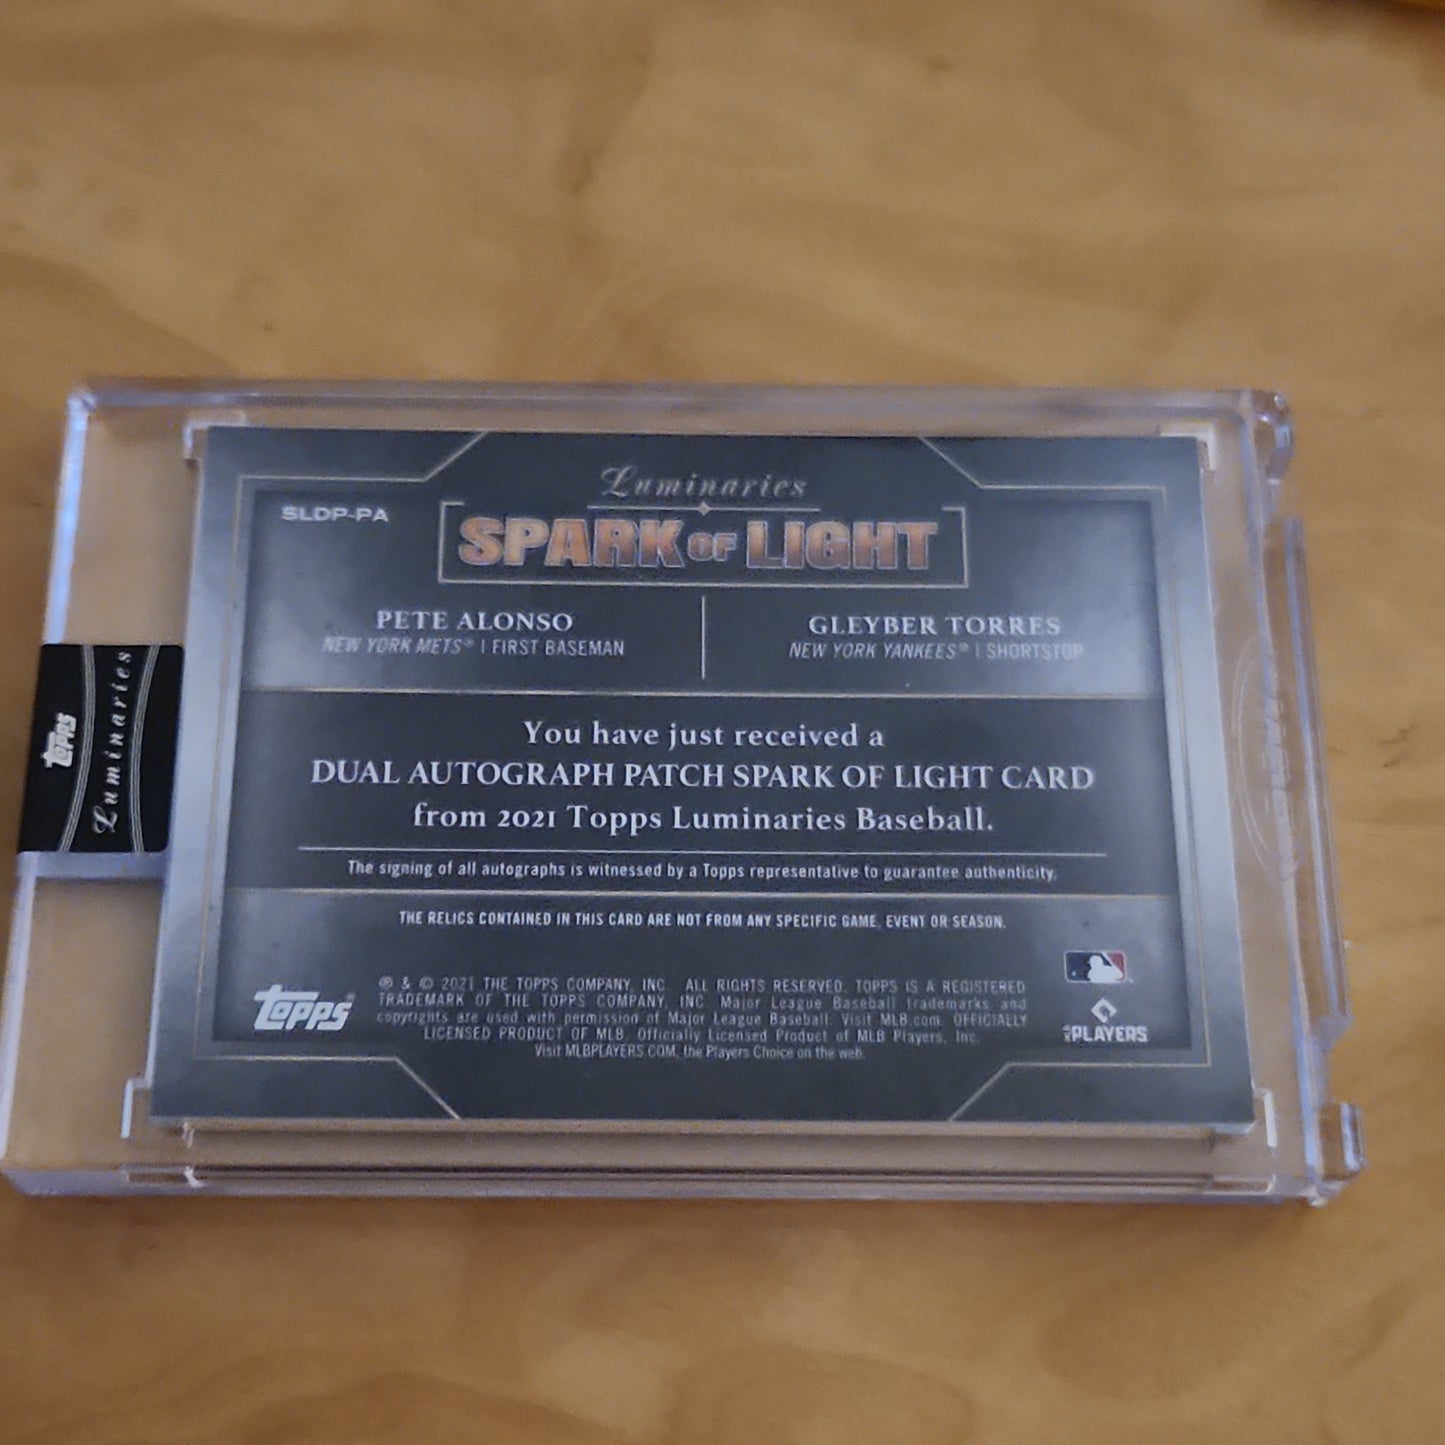 Luminaries
SLDP-PA
SPARK OF LIGHT
PETE ALONSO
NEW YORK METS® | FIRST BASEMAN
GLEYBER TORRES
NEW YORK YANKEES® | SHORTSTOP
You have just received a
DUAL AUTOGRAPH PATCH SPARK OF LIGHT CARD
from 2021 Topps Luminaries Baseball.
The signing of all autographs is witnessed by a Topps representative to guarantee authenticity.
THE RELICS CONTAINED IN THIS CARD ARE NOT FROM ANY SPECIFIC GAME, EVENT OR SEASON.
® & © 2021 THE TOPPS COMPANY, INC. ALL RIGHTS RESERVED. TOPPS IS A REGISTERED
TRADEMARK OF THE TOPPS COMPANY, INC. Major League Baseball trademarks and
copyrights are used with permission of Major League Baseball. Visit MLB.com. OFFICIALLY
LICENSED PRODUCT OF MLB. Officially Licensed Product of MLB Players, Inc.
Visit MLBPLAYERS.COM, the Players Choice on the web.
Topps®
PLAYERS
Topps
Luminaries